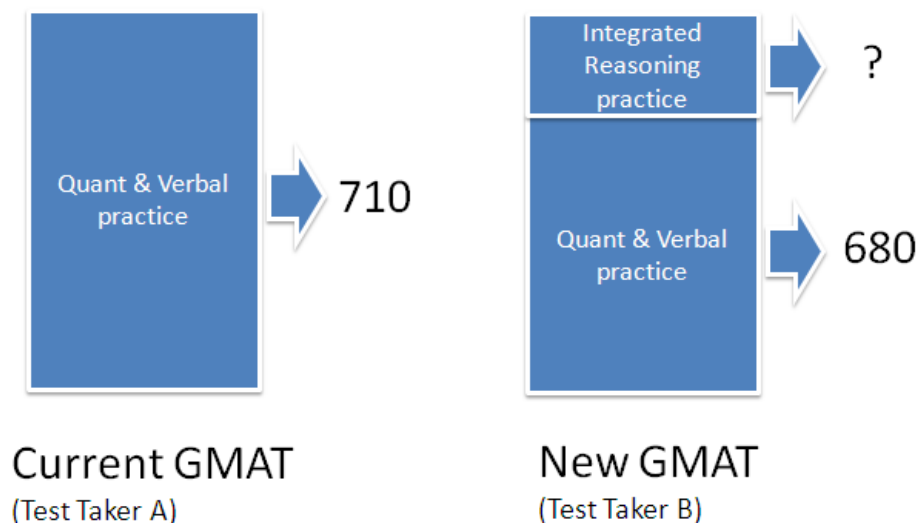 Quant & Verbal
practice
710
Current GMAT
(Test Taker A)
Integrated
Reasoning
practice
?
Quant & Verbal
practice
680
New GMAT
(Test Taker B)